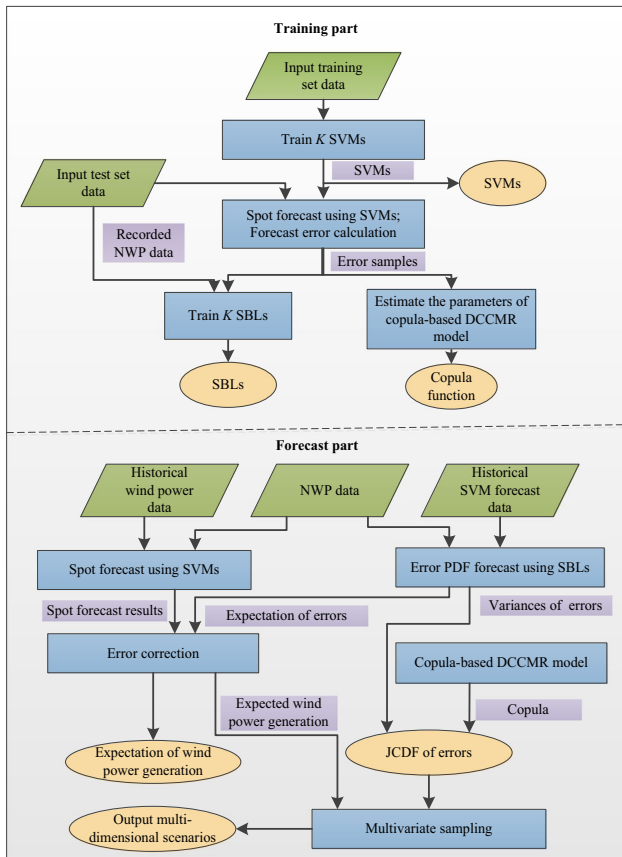 Training part
Input training
set data
Train K SVMs
SVMs
SVMs
Input test set
data
Spot forecast using SVMs;
Forecast error calculation
Recorded
NWP data
Error samples
Train K SBLs
Estimate the parameters of
copula-based DCCMR
model
SBLs
Copula
function
Forecast part
Historical
wind power
data
NWP data
Historical
SVM forecast
data
Spot forecast using SVMs
Error PDF forecast using SBLs
Spot forecast results
Expectation of errors
Variances of errors
Error correction
Copula-based DCCMR model
Expected wind
power generation
Copula
Expectation of wind
power generation
JCDF of errors
Output multi-
dimensional scenarios
Multivariate sampling